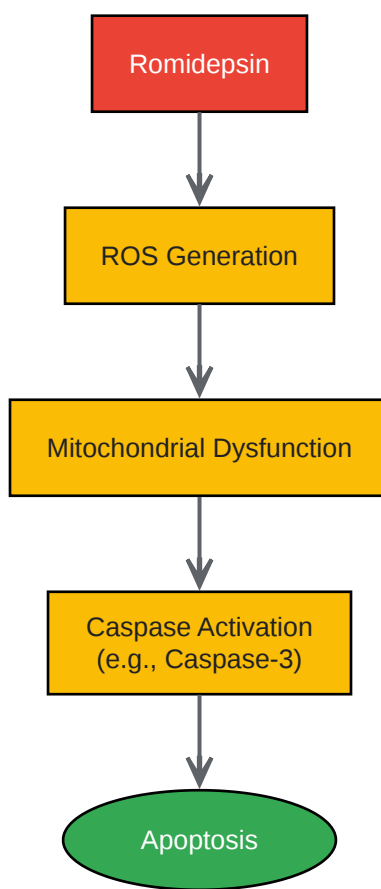 Romidepsin
ROS Generation
Mitochondrial Dysfunction
Caspase Activation
(e.g., Caspase-3)
Apoptosis